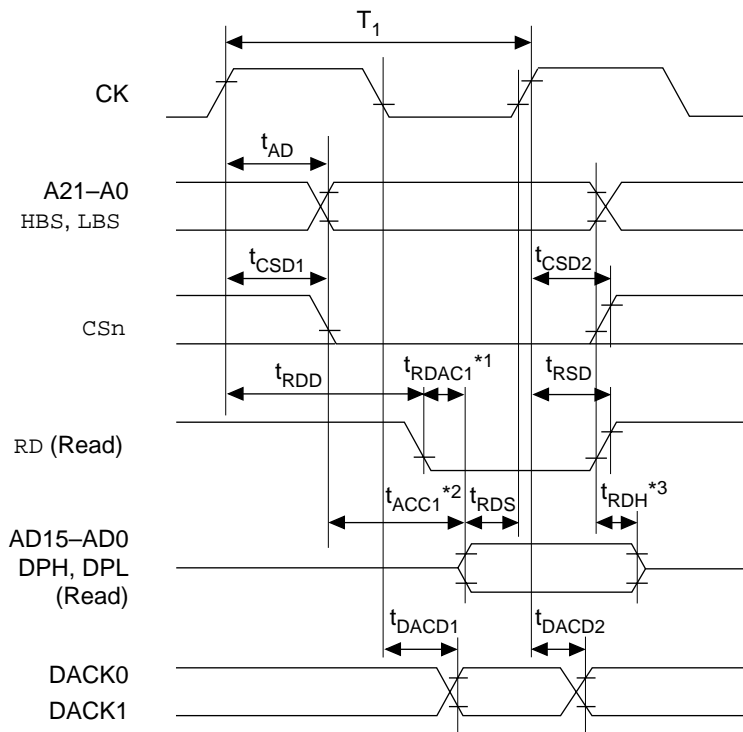 T1
CK
tAD
A21–A0
HBS, LBS
tCSD1
tCSD2
CSn
tRDD
tRDAC1*1
tRSD
RD (Read)
tACC1*2
tRDS
tRDH*3
AD15–AD0
DPH, DPL
(Read)
tDACD1
tDACD2
DACK0
DACK1